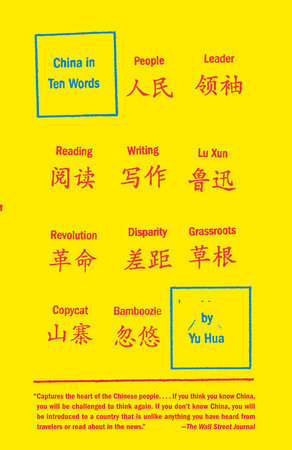 China in
Ten Words
People
人民
Leader
领袖
Reading
阅读
Writing
写作
Lu Xun
鲁迅
Revolution
革命
Disparity
差距
Grassroots
草根
Copycat
山寨
Bamboozle
忽悠
by
Yu Hua
"Captures the heart of the Chinese people. . . . If you think you know China,
you will be challenged to think again. If you don't know China, you will
be introduced to a country that is unlike anything you have heard from
travelers or read about in the news." —The Wall Street Journal